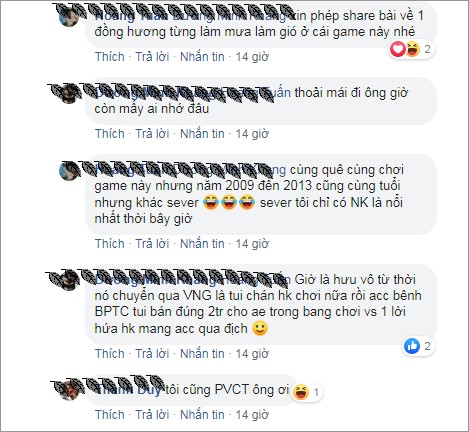 xin phép share bài về 1
đồng hương từng làm mưa làm gió ở cái game này nhé
2
Thích · Trả lời · Nhắn tin · 14 giờ
thoải mái đi ông giờ
còn mấy ai nhớ đâu
Thích · Trả lời · Nhắn tin · 14 giờ
cùng quê cùng chơi
game này nhưng năm 2009 đến 2013 cũng cùng tuổi
nhưng khác sever 😂 😂 😂 sever tôi chỉ có NK là nổi
nhất thời bây giờ
Thích · Trả lời · Nhắn tin · 14 giờ
Giờ là hưu vô từ thời
nó chuyển qua VNG là tui chán hk chơi nữa rồi acc bênh
BPTC tui bán đúng 2tr cho ae trong bang chơi vs 1 lời
hứa hk mang acc qua địch 🙂
2
Thích · Trả lời · Nhắn tin · 14 giờ
Duy tôi cũng PVCT ông ơi
1
Thích · Trả lời · Nhắn tin · 14 giờ